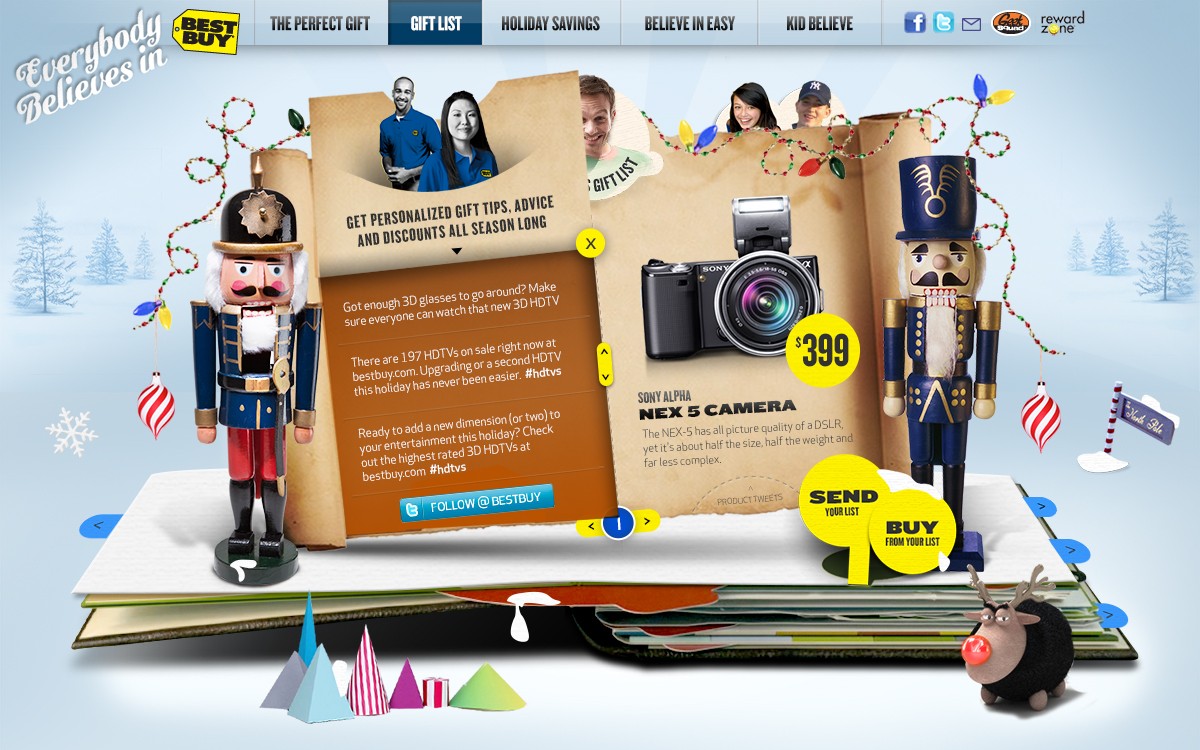 Everybody
Believes in
BEST
BUY
THE PERFECT GIFT
GIFT LIST
HOLIDAY SAVINGS
BELIEVE IN EASY
KID BELIEVE
Geek
Squad
reward
zone
GET PERSONALIZED GIFT TIPS, ADVICE
AND DISCOUNTS ALL SEASON LONG
X
Got enough 3D glasses to go around? Make
sure everyone can watch that new 3D HDTV
There are 197 HDTVs on sale right now at
bestbuy.com. Upgrading or a second HDTV
this holiday has never been easier. #hdtvs
Ready to add a new dimension (or two) to
your entertainment this holiday? Check
out the highest rated 3D HDTVs at
bestbuy.com #hdtvs
FOLLOW @ BESTBUY
GIFT LIST
SONY
$399
SONY ALPHA
NEX 5 CAMERA
The NEX-5 has all picture quality of a DSLR,
yet it's about half the size, half the weight and
far less complex.
PRODUCT TWEETS
< 1 >
SEND
YOUR LIST
BUY
FROM YOUR LIST
North Pole